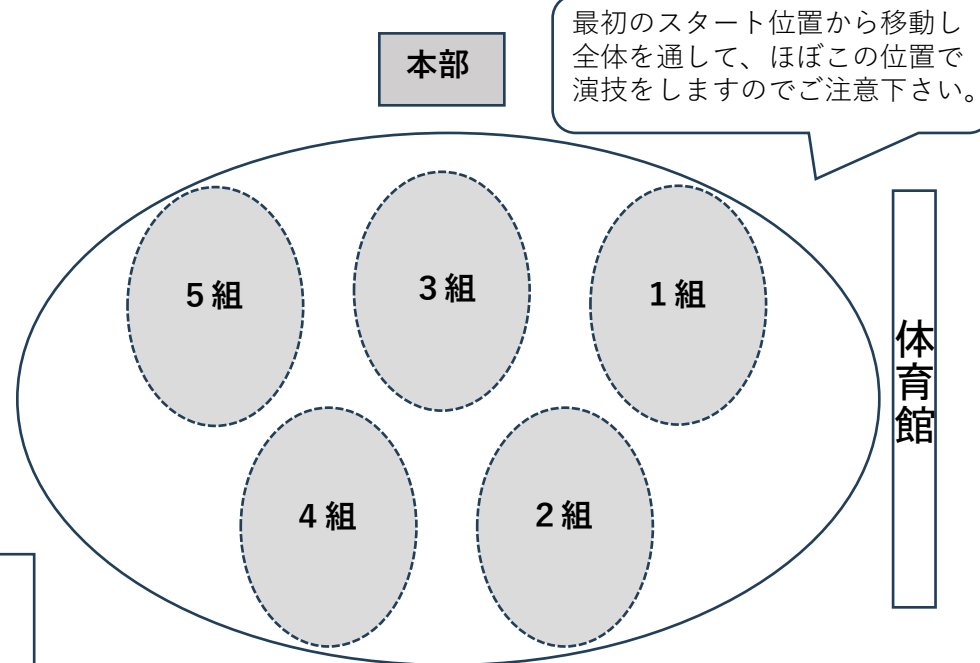 本部
最初のスタート位置から移動し
全体を通して、ほぼこの位置で
演技をしますのでご注意下さい。
5組
3組
1組
体育館
4組
2組